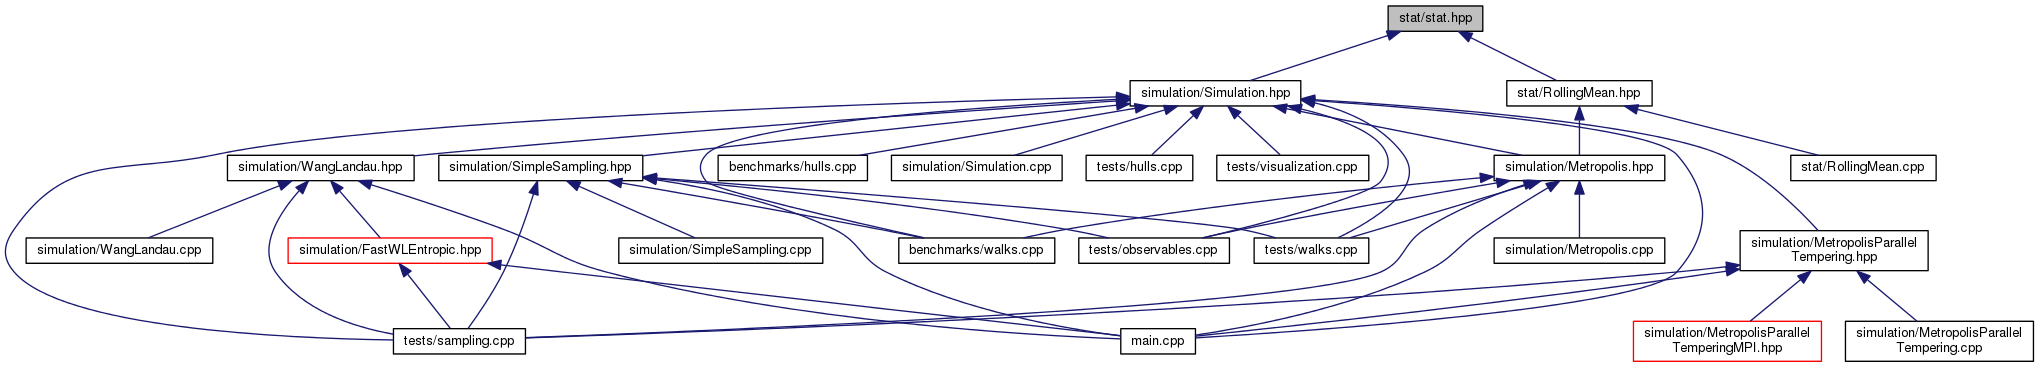 stat/stat.hpp
simulation/Simulation.hpp
stat/RollingMean.hpp
simulation/WangLandau.hpp
simulation/SimpleSampling.hpp
benchmarks/hulls.cpp
simulation/Simulation.cpp
tests/hulls.cpp
tests/visualization.cpp
simulation/Metropolis.hpp
stat/RollingMean.cpp
simulation/WangLandau.cpp
simulation/FastWLEntropic.hpp
simulation/SimpleSampling.cpp
benchmarks/walks.cpp
tests/observables.cpp
tests/walks.cpp
simulation/Metropolis.cpp
simulation/MetropolisParallel
Tempering.hpp
tests/sampling.cpp
main.cpp
simulation/MetropolisParallel
TemperingMPI.hpp
simulation/MetropolisParallel
Tempering.cpp